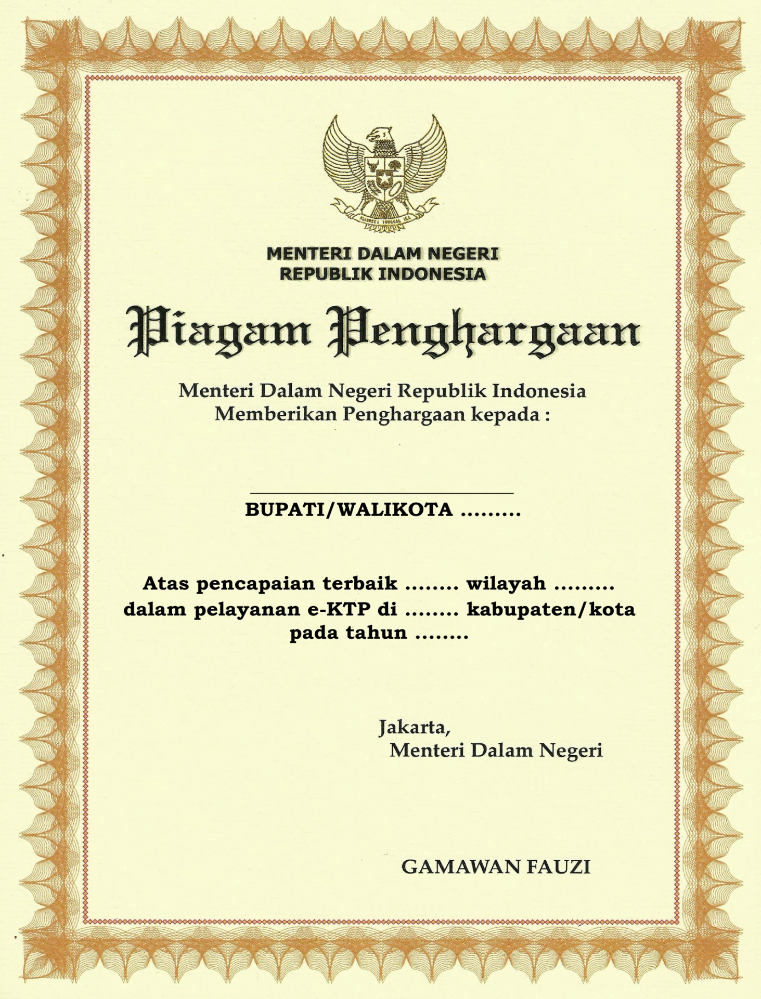 BHINNEKA TUNGGAL IKA
MENTERI DALAM NEGERI
REPUBLIK INDONESIA
Piagam Penghargaan
Menteri Dalam Negeri Republik Indonesia
Memberikan Penghargaan kepada :
BUPATI/WALIKOTA .........
Atas pencapaian terbaik ........ wilayah .........
dalam pelayanan e-KTP di ........ kabupaten/kota
pada tahun ........
Jakarta,
Menteri Dalam Negeri
GAMAWAN FAUZI